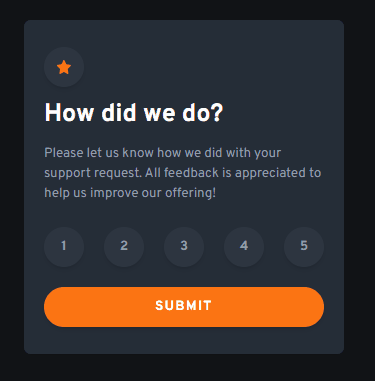 How did we do?
Please let us know how we did with your
support request. All feedback is appreciated to
help us improve our offering!
1 2 3 4 5
SUBMIT